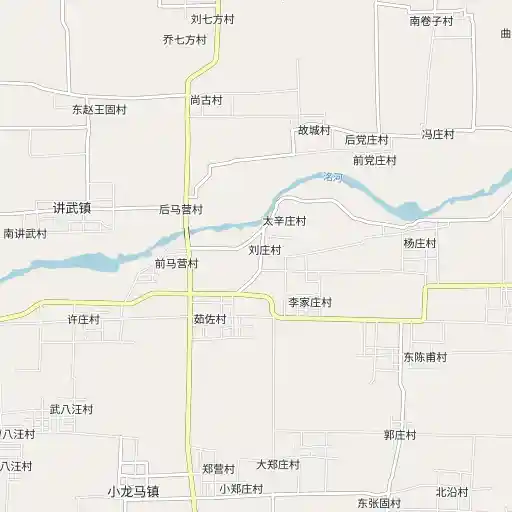 刘七方村
南卷子村
曲
乔七方村
尚古村
东赵王固村
故城村
冯庄村
后党庄村
前党庄村
洺河
讲武镇
后马营村
太辛庄村
南讲武村
杨庄村
刘庄村
前马营村
李家庄村
许庄村
茹佐村
东陈甫村
武八汪村
八汪村
郭庄村
八汪村
郑营村
大郑庄村
小龙马镇
小郑庄村
北沿村
东张固村